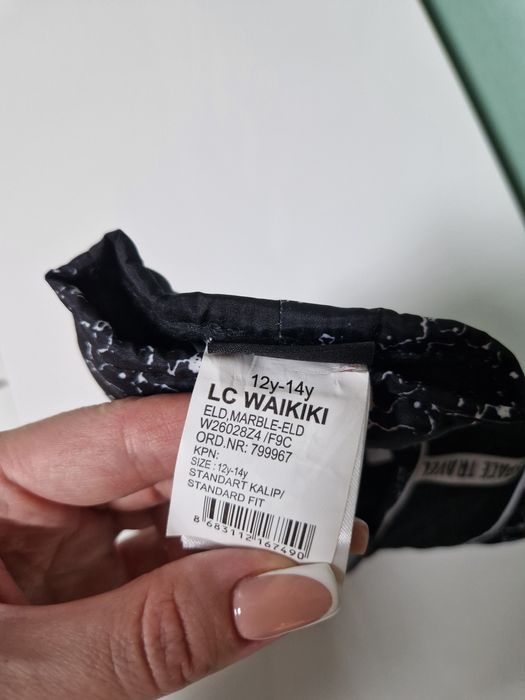 12y-14y
LC WAIKIKI
ELD,MARBLE-ELD
W26028Z4 /F9C
ORD.NR: 799967
KPN:
SIZE : 12y-14y
STANDART KALIP/
STANDARD FIT
8 683112 167490
TRAVEL